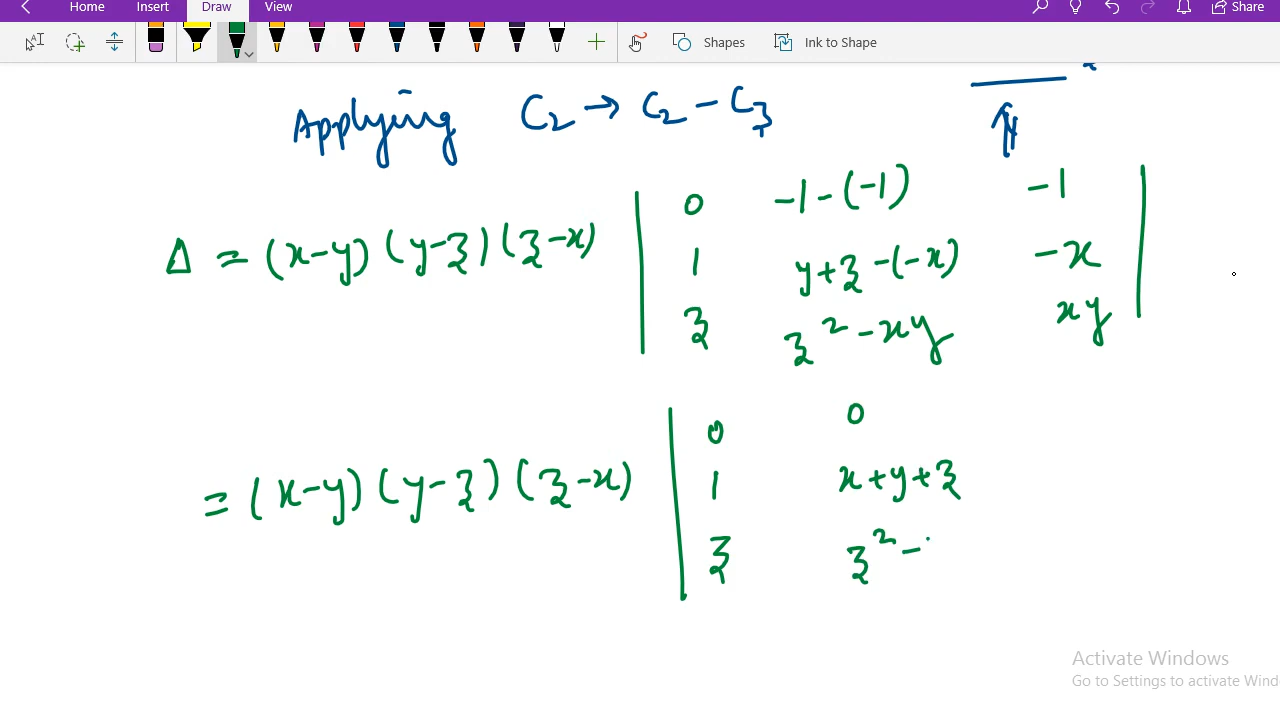 Home Insert Draw View Share
Shapes Ink to Shape
Applying C₂ → C₂ - C₃
Δ = (x-y)(y-z)(z-x) | 0 -1-(-1) -1 |
| 1 y+z-(-x) -x |
| z z²-xy xy |
= (x-y)(y-z)(z-x) | 0 0
| 1 x+y+z
| z z² -
Activate Windows
Go to Settings to activate Wind